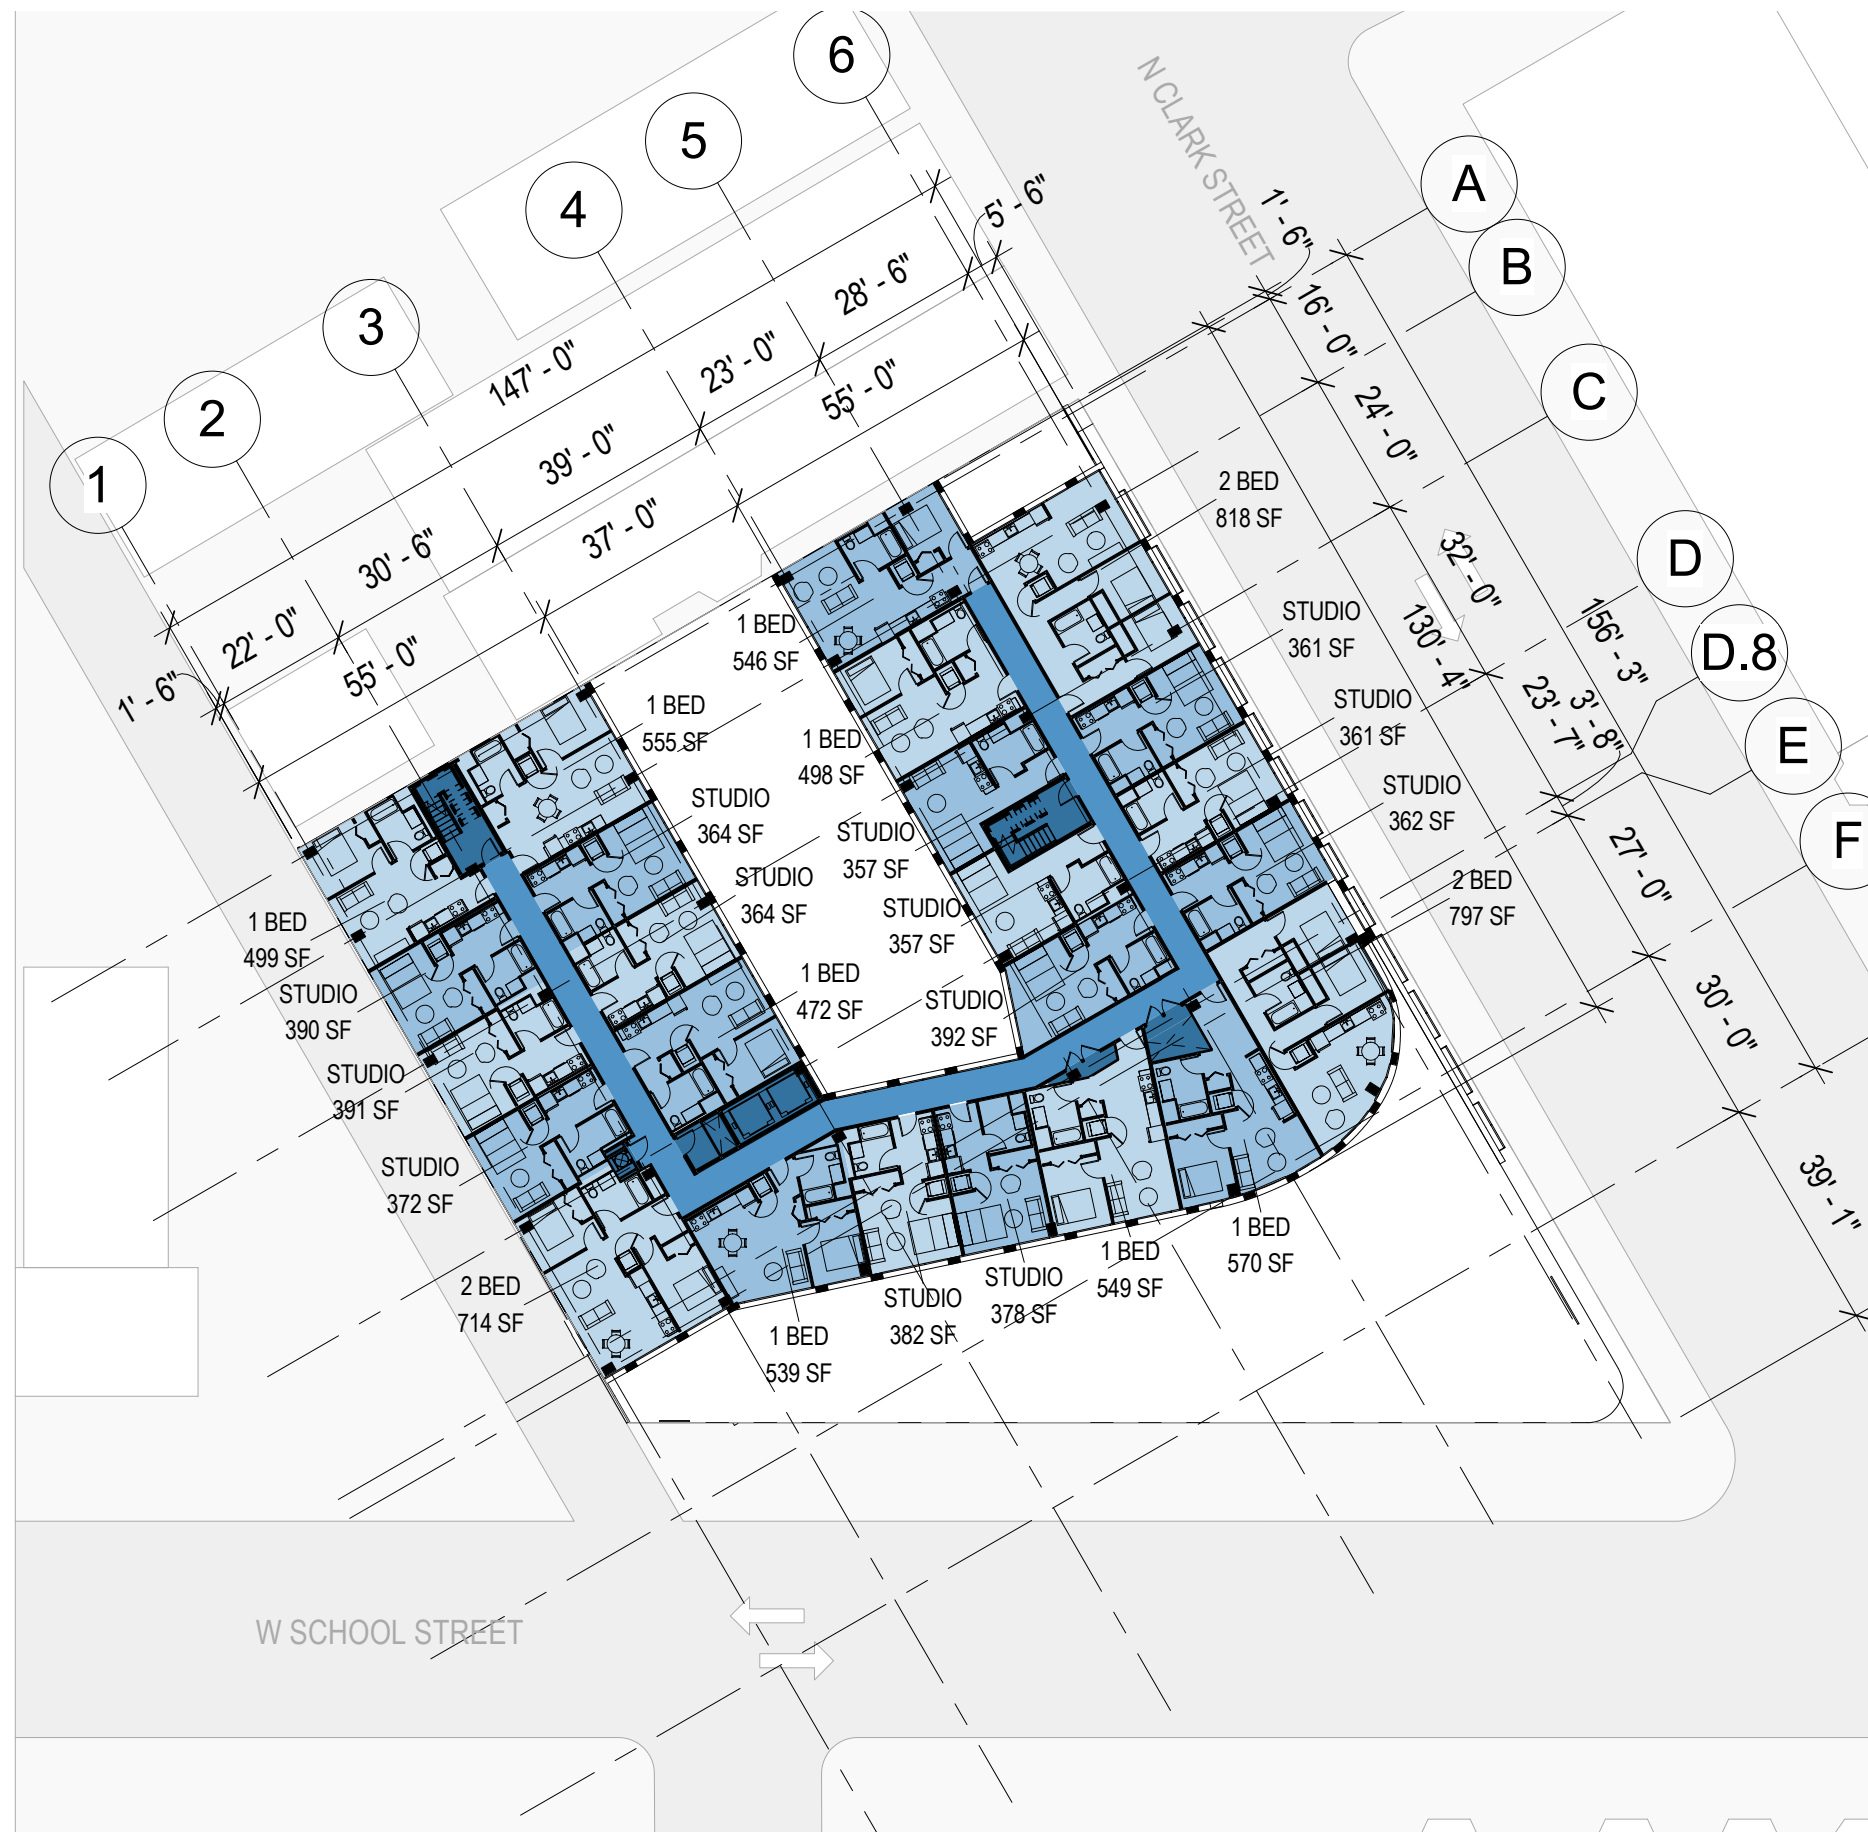 6
5
4
3
2
1
A
B
C
D
D.8
E
F
N CLARK STREET
147' - 0"
5' - 6"
28' - 6"
23' - 0"
39' - 0"
30' - 6"
22' - 0"
1' - 6"
55' - 0"
37' - 0"
55' - 0"
1' - 6"
16' - 0"
24' - 0"
32' - 0"
23' - 7"
3' - 8"
27' - 0"
30' - 0"
39' - 1"
130' - 4"
156' - 3"
2 BED
818 SF
STUDIO
361 SF
STUDIO
361 SF
STUDIO
362 SF
2 BED
797 SF
1 BED
546 SF
1 BED
498 SF
STUDIO
357 SF
STUDIO
357 SF
STUDIO
392 SF
1 BED
555 SF
STUDIO
364 SF
STUDIO
364 SF
1 BED
472 SF
1 BED
499 SF
STUDIO
390 SF
STUDIO
391 SF
STUDIO
372 SF
2 BED
714 SF
1 BED
539 SF
STUDIO
382 SF
STUDIO
378 SF
1 BED
549 SF
1 BED
570 SF
W SCHOOL STREET